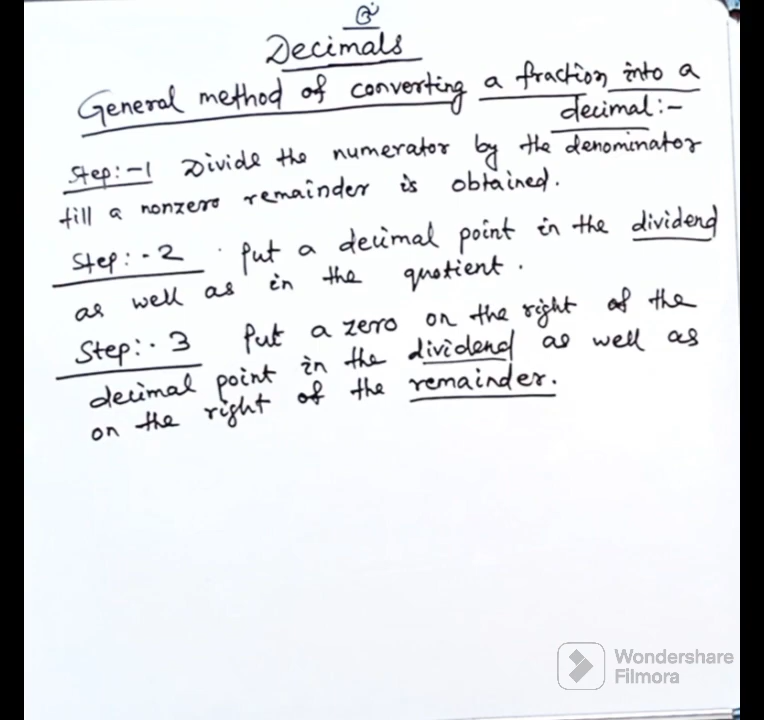 Decimals
General method of converting a fraction into a
decimal:-
Step:-1 Divide the numerator by the denominator
till a nonzero remainder is obtained.
Step:-2 Put a decimal point in the dividend
as well as in the quotient.
Step:-3 Put a zero on the right of the
decimal point in the dividend as well as
on the right of the remainder.
Wondershare
Filmora